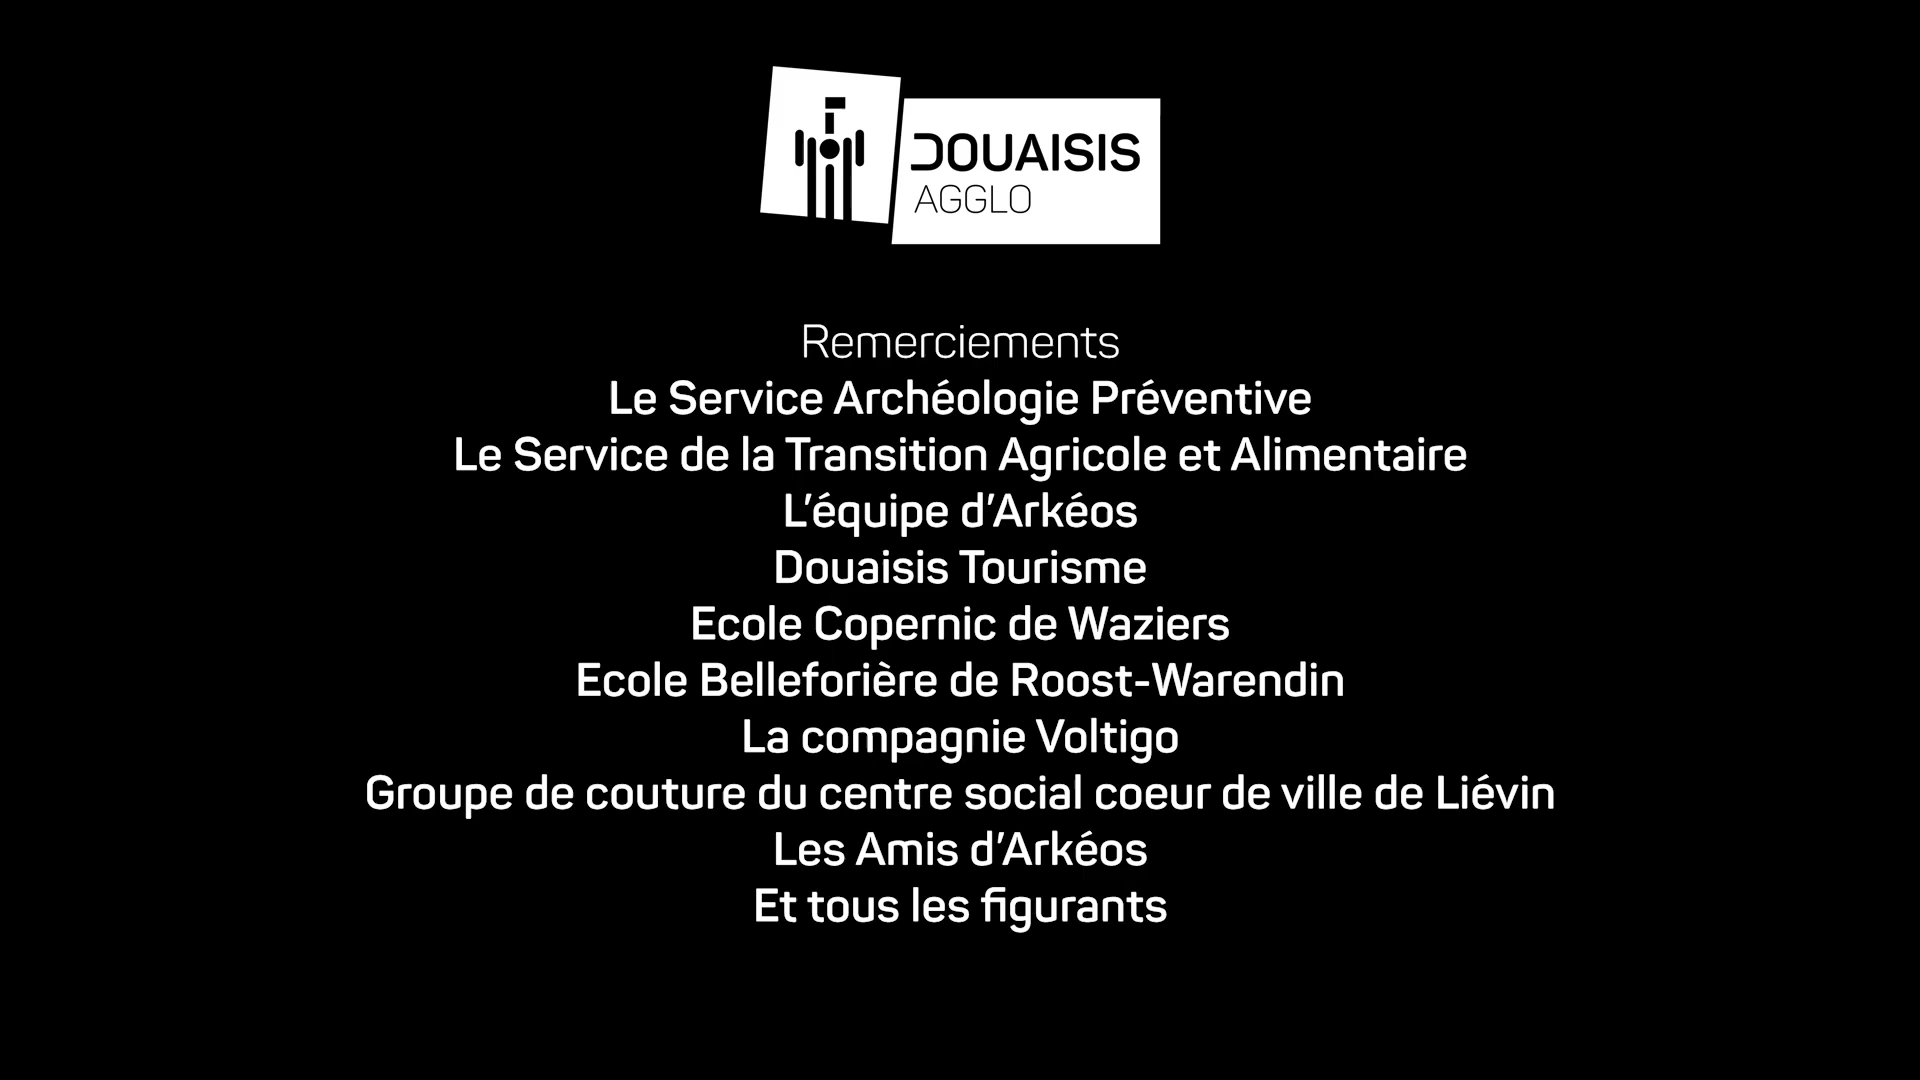 DOUAISIS
AGGLO
Remerciements
Le Service Archéologie Préventive
Le Service de la Transition Agricole et Alimentaire
L’équipe d’Arkéos
Douaisis Tourisme
Ecole Copernic de Waziers
Ecole Belleforière de Roost-Warendin
La compagnie Voltigo
Groupe de couture du centre social coeur de ville de Liévin
Les Amis d’Arkéos
Et tous les figurants